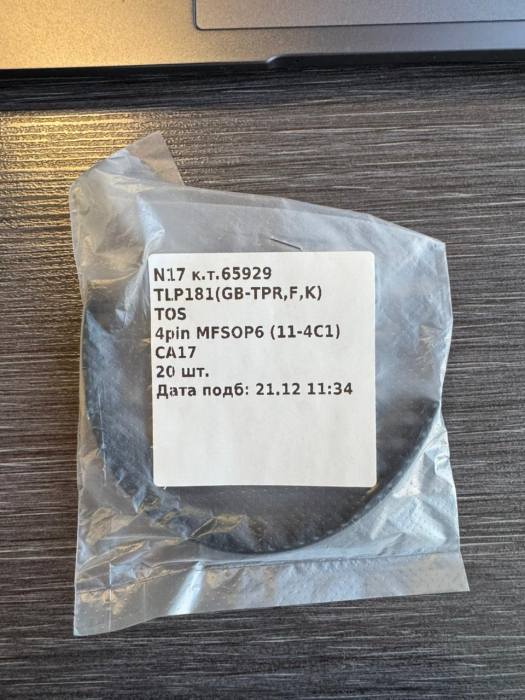 N17 к.т.65929
TLP181(GB-TPR,F,K)
TOS
4pin MFSOP6 (11-4C1)
CA17
20 шт.
Дата подб: 21.12 11:34